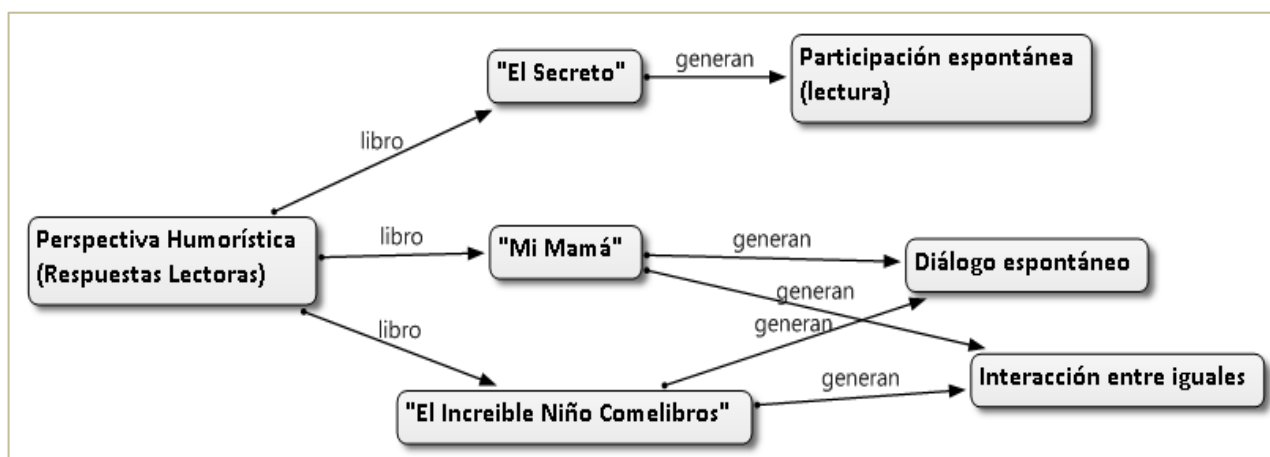 "El Secreto"
generan
Participación espontánea
(lectura)
libro
Perspectiva Humorística
(Respuestas Lectoras)
libro
"Mi Mamá"
generan
Diálogo espontáneo
generan
generan
libro
Interacción entre iguales
generan
"El Increible Niño Comelibros"